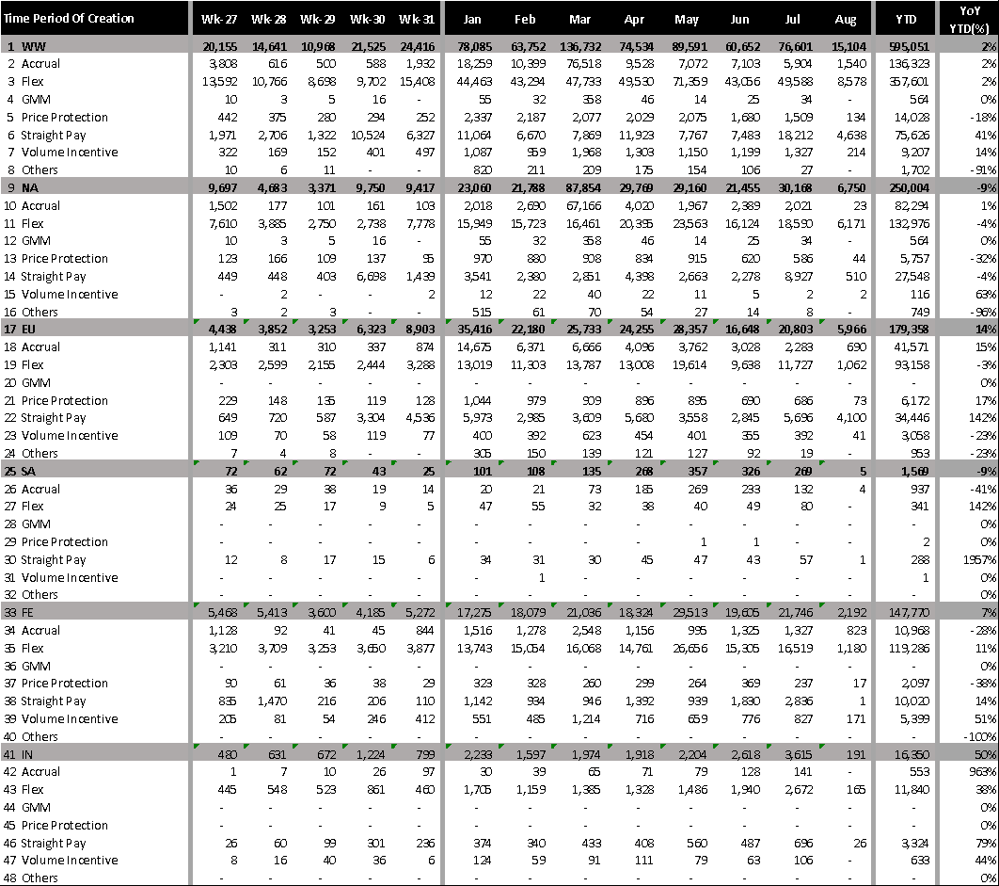 Time Period Of Creation Wk-27 Wk-28 Wk-29 Wk-30 Wk-31 Jan Feb Mar Apr May Jun Jul Aug YTD YoY YTD(%)
1 WW 20,155 14,641 10,968 21,525 24,416 78,085 63,752 136,732 74,534 89,591 60,652 76,601 15,104 595,051 2%
2 Accrual 3,808 616 500 588 1,932 18,259 10,399 76,518 9,528 7,072 7,103 5,904 1,540 136,323 2%
3 Flex 13,592 10,766 8,698 9,702 15,408 44,463 43,294 47,733 49,530 71,359 43,056 49,588 8,578 357,601 2%
4 GMM 10 3 5 16 - 55 32 358 46 14 25 34 - 564 0%
5 Price Protection 442 375 280 294 252 2,337 2,187 2,077 2,029 2,075 1,680 1,509 134 14,028 -18%
6 Straight Pay 1,971 2,706 1,322 10,524 6,327 11,064 6,670 7,869 11,923 7,767 7,483 18,212 4,638 75,626 41%
7 Volume Incentive 322 169 152 401 497 1,087 959 1,968 1,303 1,150 1,199 1,327 214 9,207 14%
8 Others 10 6 11 - - 820 211 209 175 154 106 27 - 1,702 -91%
9 NA 9,697 4,683 3,371 9,750 9,417 23,060 21,788 87,854 29,769 29,160 21,455 30,168 6,750 250,004 -9%
10 Accrual 1,502 177 101 161 103 2,018 2,690 67,166 4,020 1,967 2,389 2,021 23 82,294 1%
11 Flex 7,610 3,885 2,750 2,738 7,778 15,949 15,723 16,461 20,395 23,563 16,124 18,590 6,171 132,976 -4%
12 GMM 10 3 5 16 - 55 32 358 46 14 25 34 - 564 0%
13 Price Protection 123 166 109 137 95 970 880 908 834 915 620 586 44 5,757 -32%
14 Straight Pay 449 448 403 6,698 1,439 3,541 2,380 2,851 4,398 2,663 2,278 8,927 510 27,548 -4%
15 Volume Incentive - 2 - - 2 12 22 40 22 11 5 2 2 116 63%
16 Others 3 2 3 - - 515 61 70 54 27 14 8 - 749 -96%
17 EU 4,438 3,852 3,253 6,323 8,903 35,416 22,180 25,733 24,255 28,357 16,648 20,803 5,966 179,358 14%
18 Accrual 1,141 311 310 337 874 14,675 6,371 6,666 4,096 3,762 3,028 2,283 690 41,571 15%
19 Flex 2,303 2,599 2,155 2,444 3,288 13,019 11,303 13,787 13,008 19,614 9,638 11,727 1,062 93,158 -3%
20 GMM - - - - - - - - - - - - - - 0%
21 Price Protection 229 148 135 119 128 1,044 979 909 896 895 690 686 73 6,172 17%
22 Straight Pay 649 720 587 3,304 4,536 5,973 2,985 3,609 5,680 3,558 2,845 5,696 4,100 34,446 142%
23 Volume Incentive 109 70 58 119 77 400 392 623 454 401 355 392 41 3,058 -23%
24 Others 7 4 8 - - 305 150 139 121 127 92 19 - 953 -23%
25 SA 72 62 72 43 25 101 108 135 268 357 326 269 5 1,569 -9%
26 Accrual 36 29 38 19 14 20 21 73 185 269 233 132 4 937 -41%
27 Flex 24 25 17 9 5 47 55 32 38 40 49 80 - 341 142%
28 GMM - - - - - - - - - - - - - - 0%
29 Price Protection - - - - - - - - - 1 1 - - 2 0%
30 Straight Pay 12 8 17 15 6 34 31 30 45 47 43 57 1 288 1957%
31 Volume Incentive - - - - - - 1 - - - - - - 1 0%
32 Others - - - - - - - - - - - - - - 0%
33 FE 5,468 5,413 3,600 4,185 5,272 17,275 18,079 21,036 18,324 29,513 19,605 21,746 2,192 147,770 7%
34 Accrual 1,128 92 41 45 844 1,516 1,278 2,548 1,156 995 1,325 1,327 823 10,968 -28%
35 Flex 3,210 3,709 3,253 3,650 3,877 13,743 15,054 16,068 14,761 26,656 15,305 16,519 1,180 119,286 11%
36 GMM - - - - - - - - - - - - - - 0%
37 Price Protection 90 61 36 38 29 323 328 260 299 264 369 237 17 2,097 -38%
38 Straight Pay 835 1,470 216 206 110 1,142 934 946 1,392 939 1,830 2,836 1 10,020 14%
39 Volume Incentive 205 81 54 246 412 551 485 1,214 716 659 776 827 171 5,399 51%
40 Others - - - - - - - - - - - - - - -100%
41 IN 480 631 672 1,224 799 2,233 1,597 1,974 1,918 2,204 2,618 3,615 191 16,350 50%
42 Accrual 1 7 10 26 97 30 39 65 71 79 128 141 - 553 963%
43 Flex 445 548 523 861 460 1,705 1,159 1,385 1,328 1,486 1,940 2,672 165 11,840 38%
44 GMM - - - - - - - - - - - - - - 0%
45 Price Protection - - - - - - - - - - - - - - 0%
46 Straight Pay 26 60 99 301 236 374 340 433 408 560 487 696 26 3,324 79%
47 Volume Incentive 8 16 40 36 6 124 59 91 111 79 63 106 - 633 44%
48 Others - - - - - - - - - - - - - - 0%